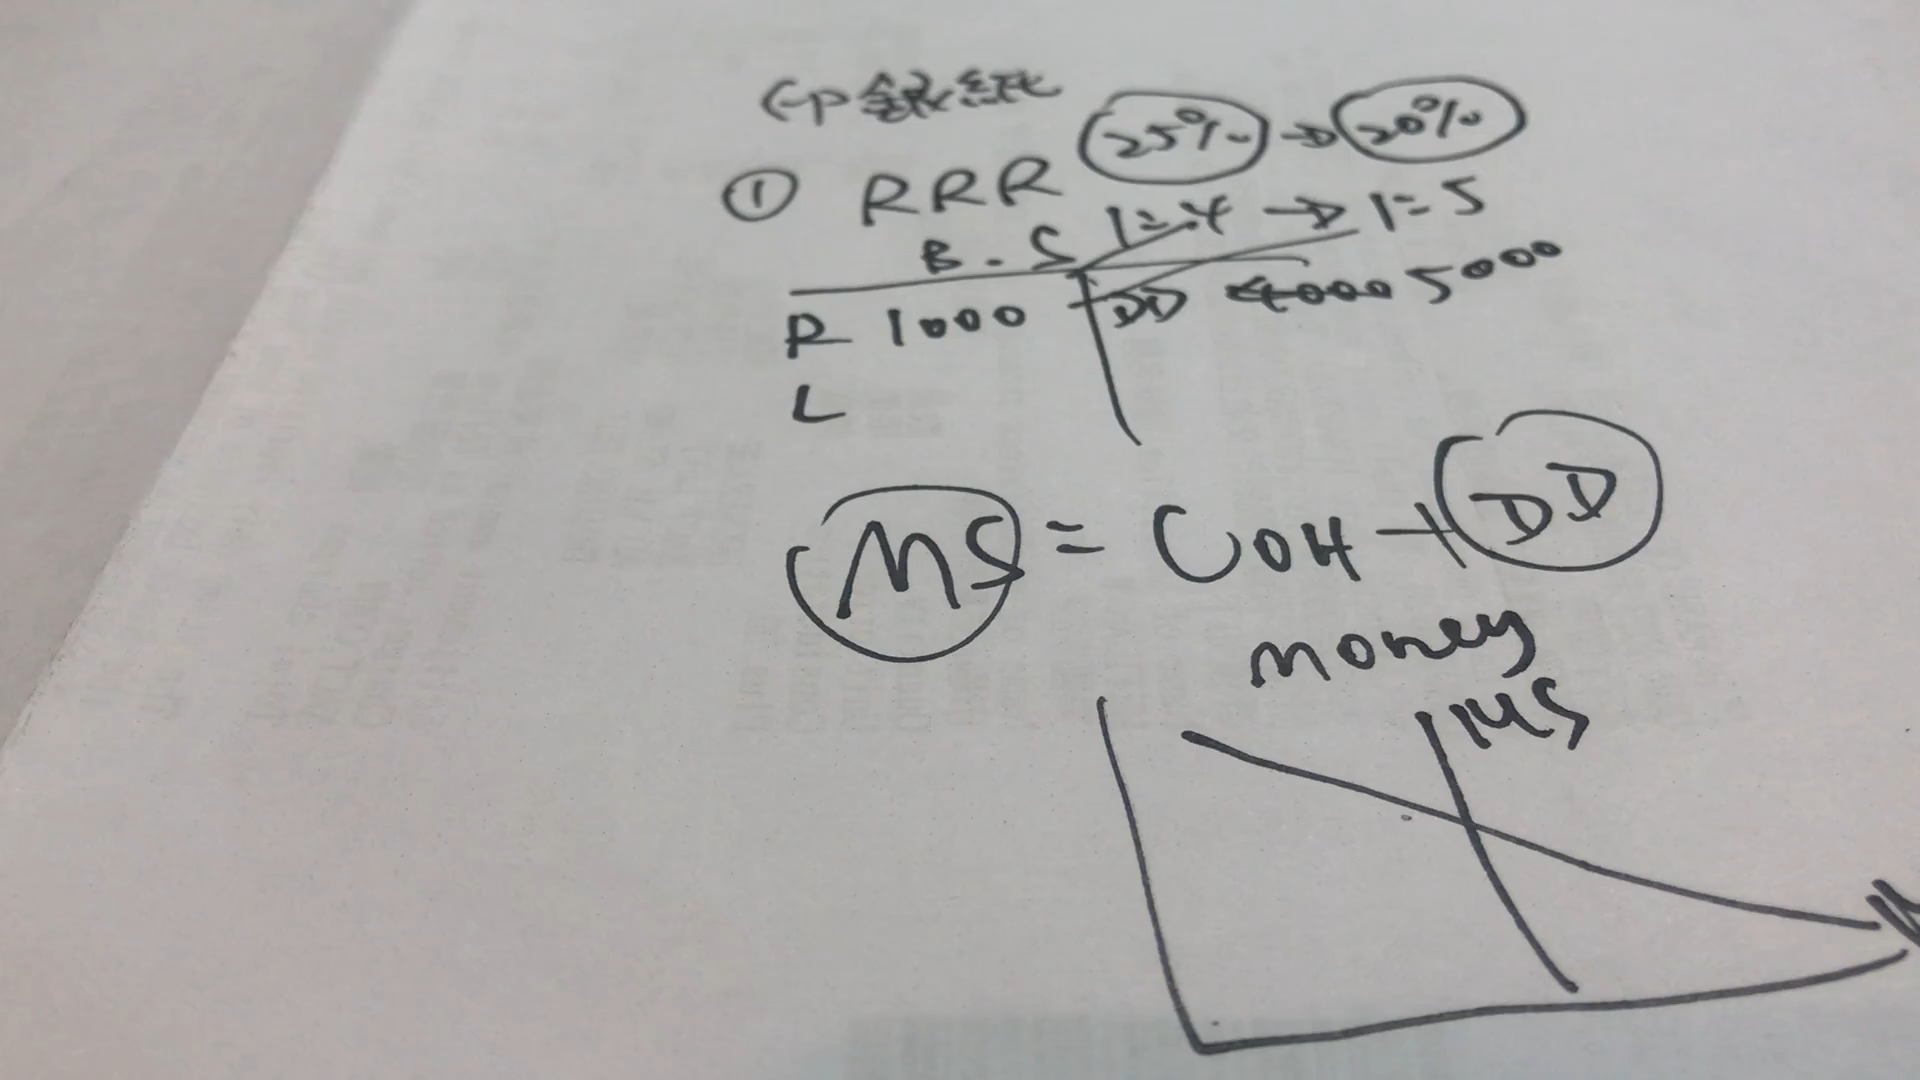 印銀紙
① RRR 25% → 20%
B.S 1=4 → 1=5
R 1000 DD 4000 5000
L
MS = COH + DD
money
MS